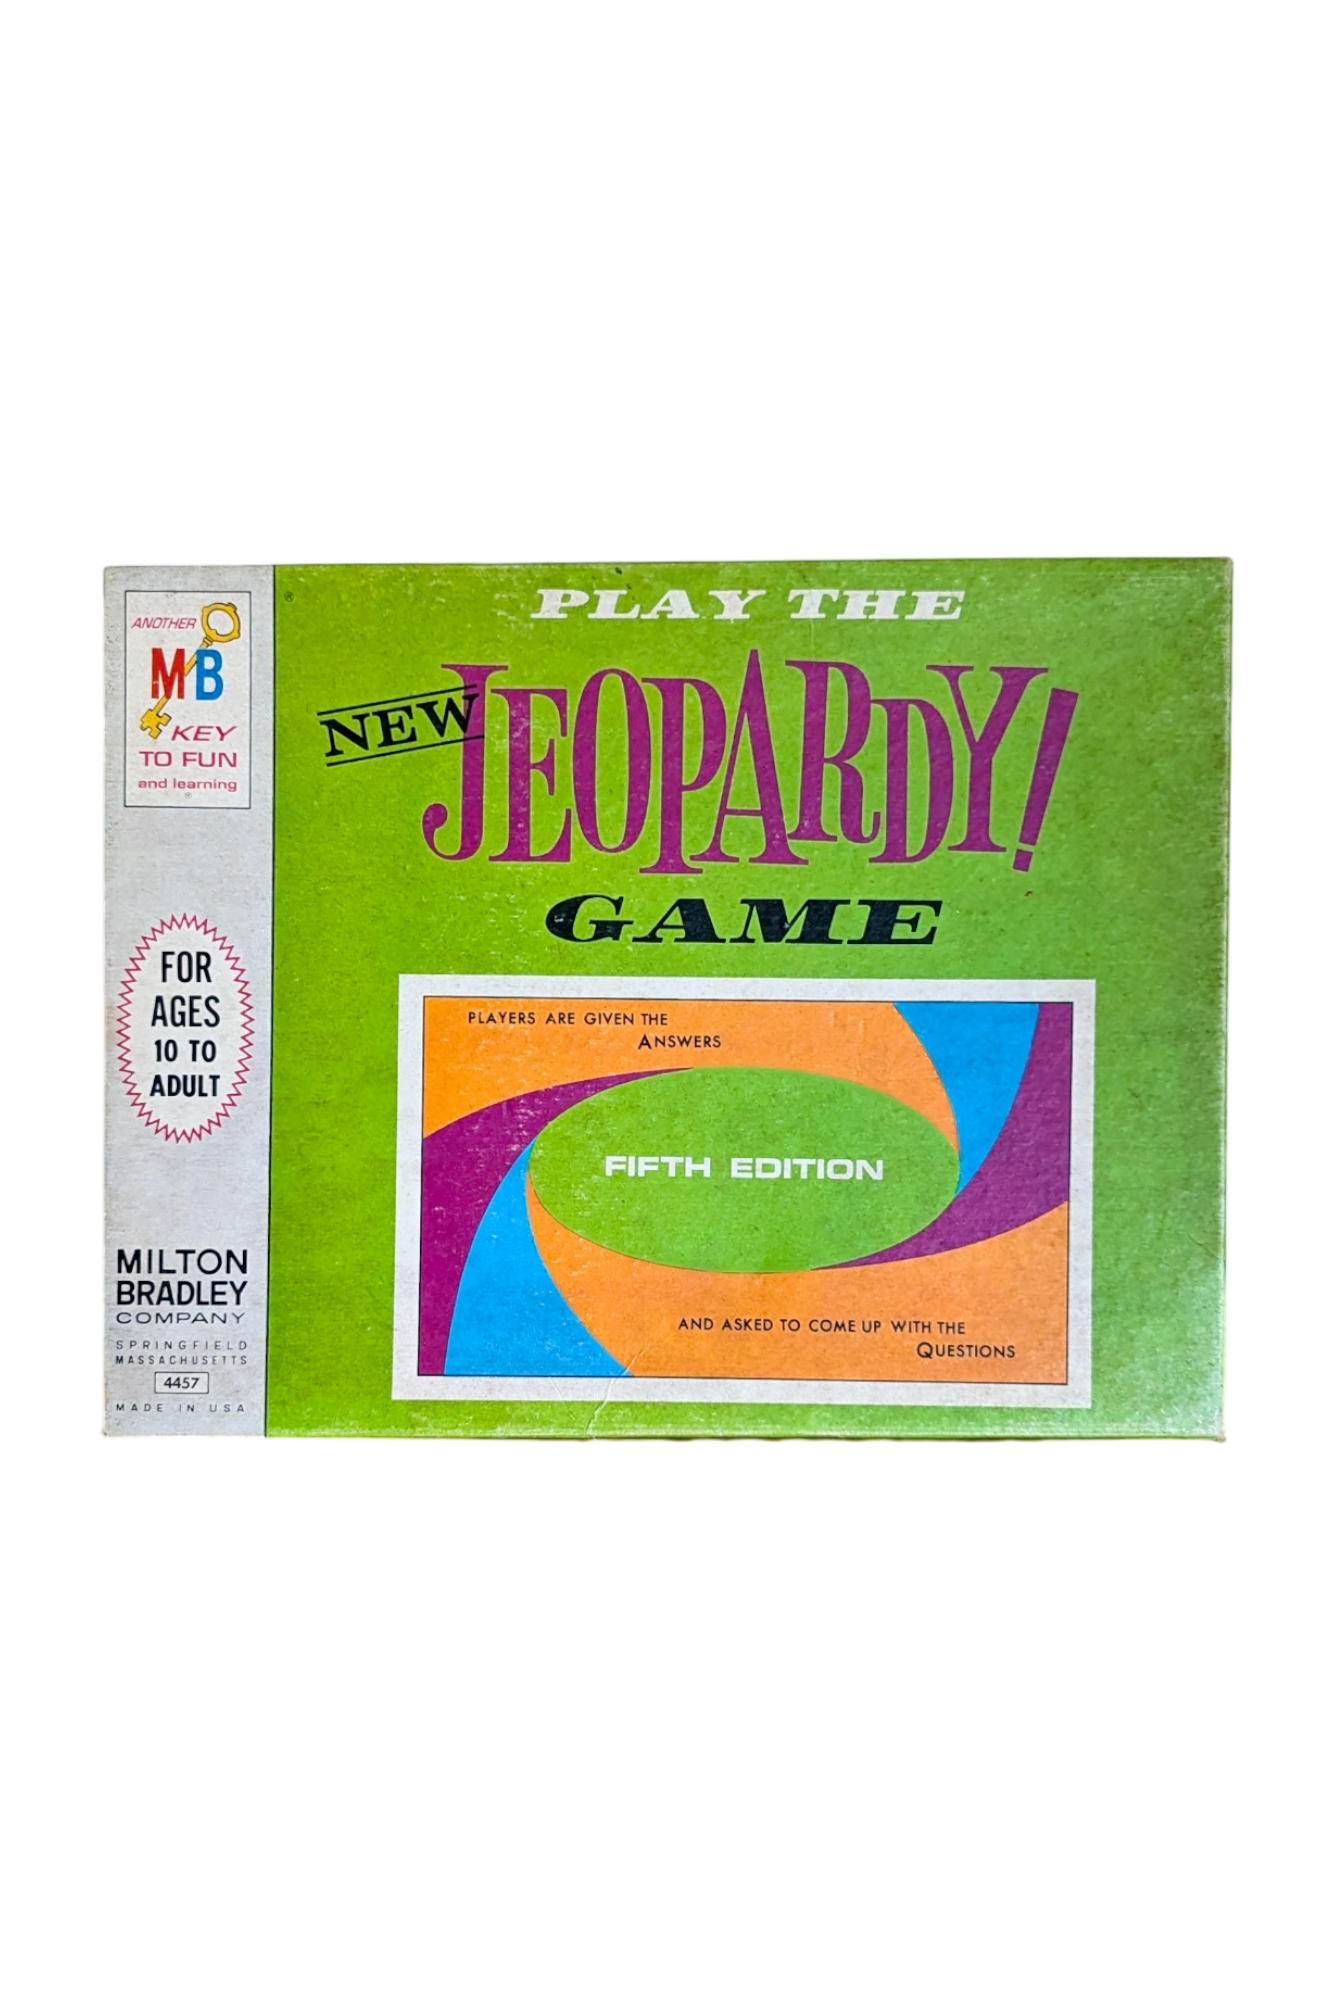 ANOTHER
MB
KEY
TO FUN
and learning
®
FOR
AGES
10 TO
ADULT
MILTON
BRADLEY
COMPANY
SPRINGFIELD
MASSACHUSETTS
4457
MADE IN USA
®
PLAY THE
NEW
JEOPARDY!
GAME
PLAYERS ARE GIVEN THE
ANSWERS
FIFTH EDITION
AND ASKED TO COME UP WITH THE
QUESTIONS